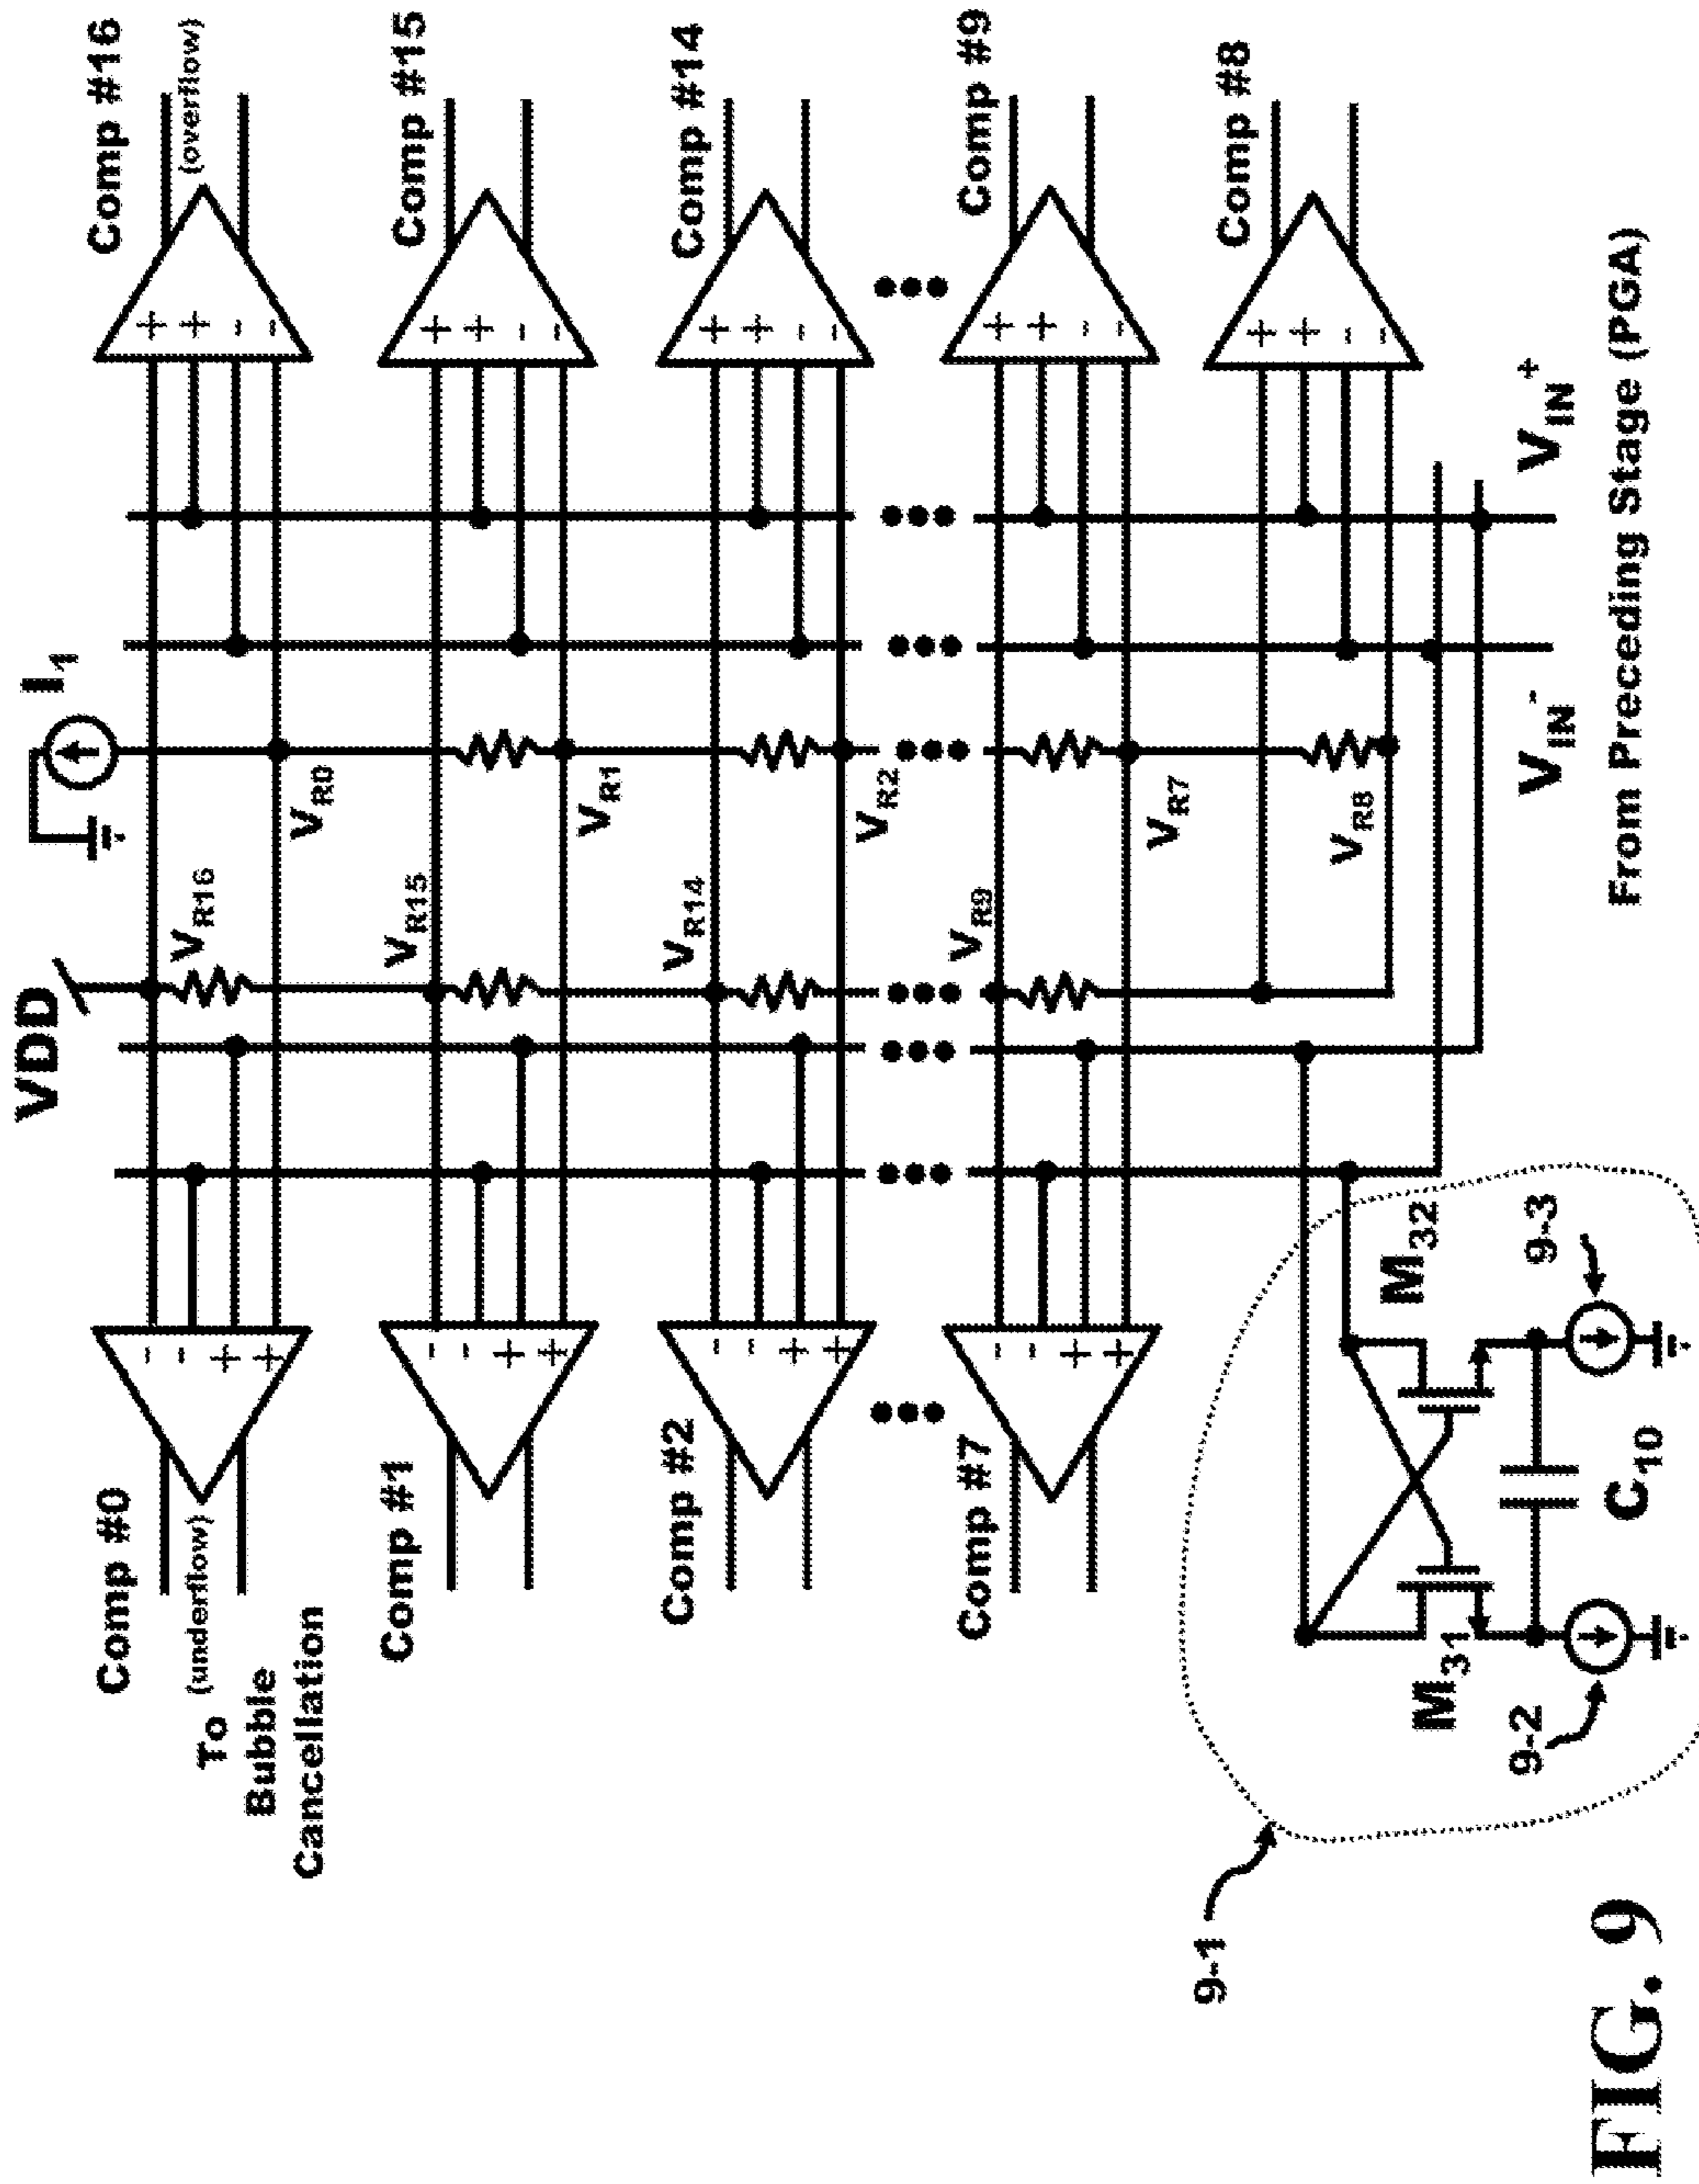 Comp #16
(overflow)
Comp #15
Comp #14
Comp #9
Comp #8
+
+
-
-
+
+
-
-
+
+
-
-
+
+
-
-
+
+
-
-
I1
VDD
VR16
VR0
VR15
VR1
VR14
VR2
VR9
VR7
VR8
VIN+
VIN-
From Preceding Stage (PGA)
-
-
+
+
-
-
+
+
-
-
+
+
-
-
+
+
Comp #0
(underflow)
To
Bubble
Cancellation
Comp #1
Comp #2
Comp #7
M32
9-3
M31
C10
9-2
9-1
FIG. 9